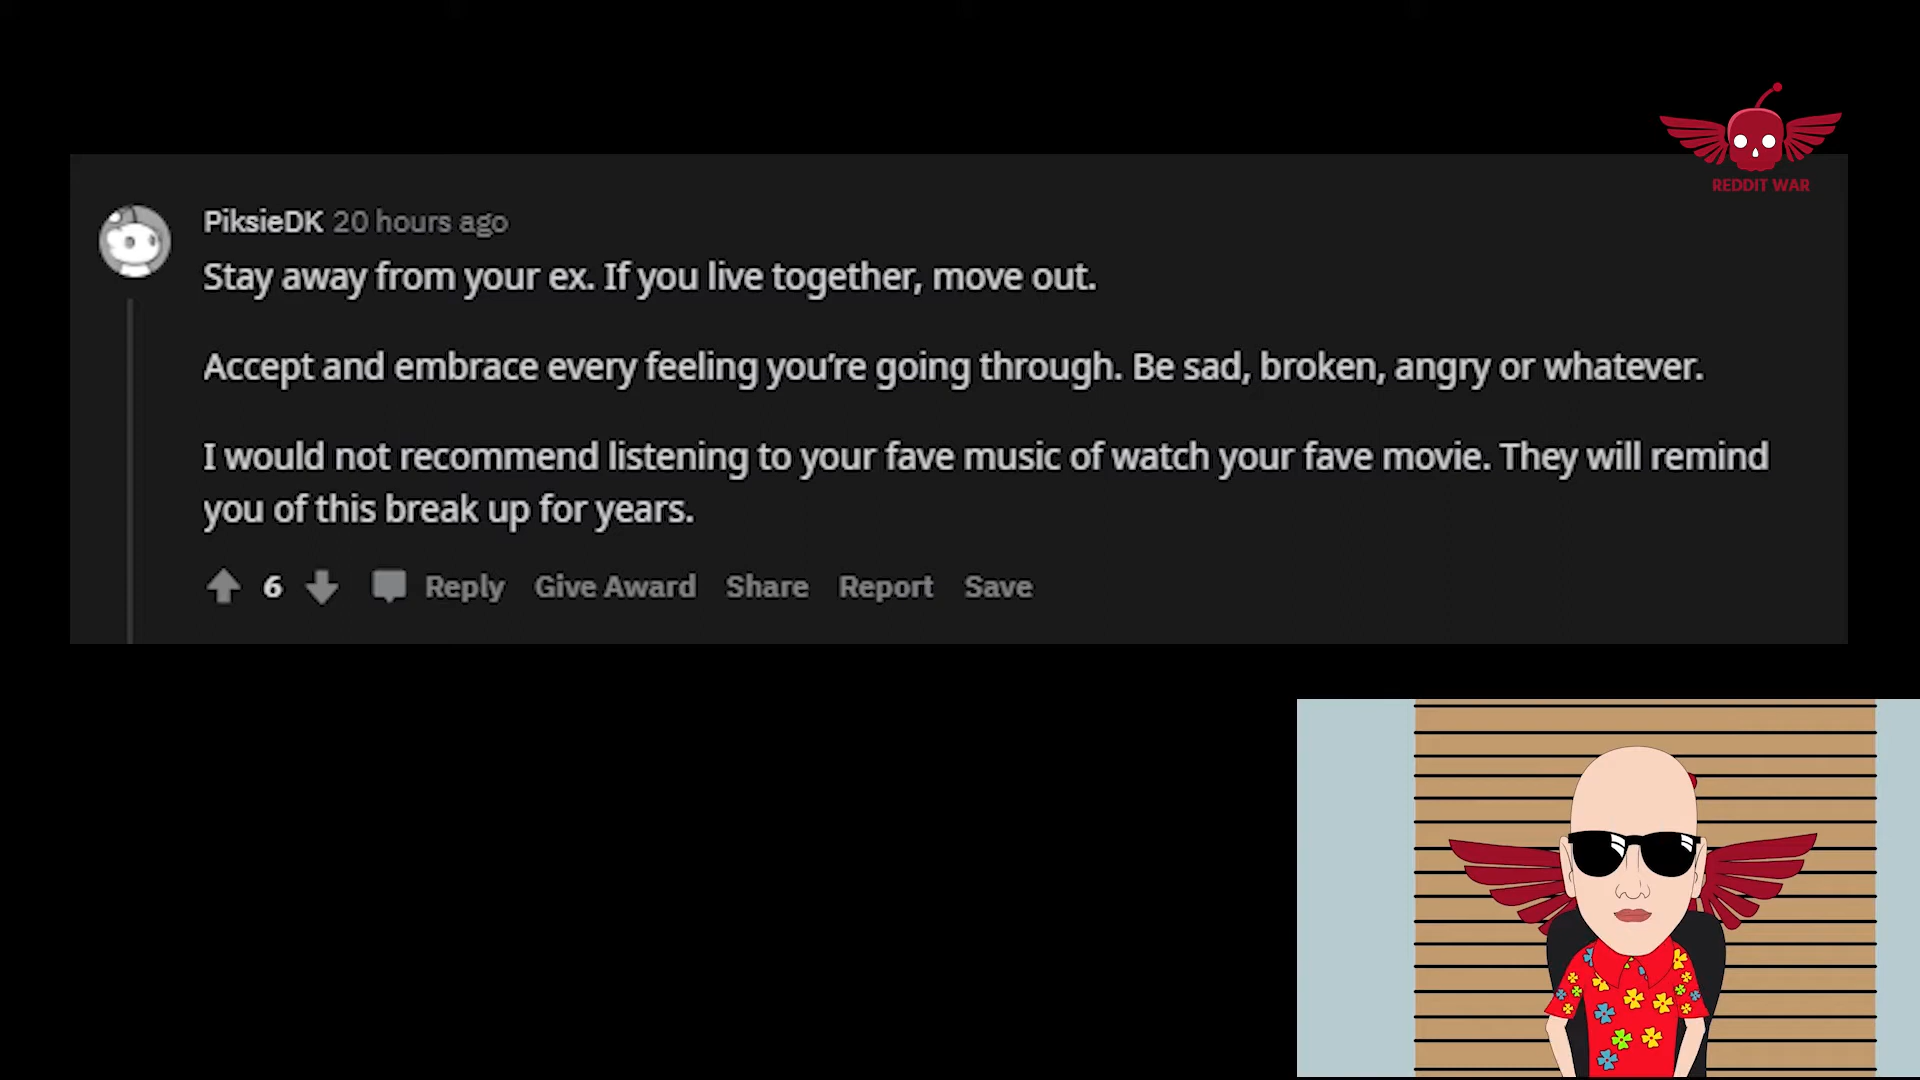 REDDIT WAR
PiksieDK 20 hours ago
Stay away from your ex. If you live together, move out.
Accept and embrace every feeling you're going through. Be sad, broken, angry or whatever.
I would not recommend listening to your fave music of watch your fave movie. They will remind
you of this break up for years.
6 Reply Give Award Share Report Save